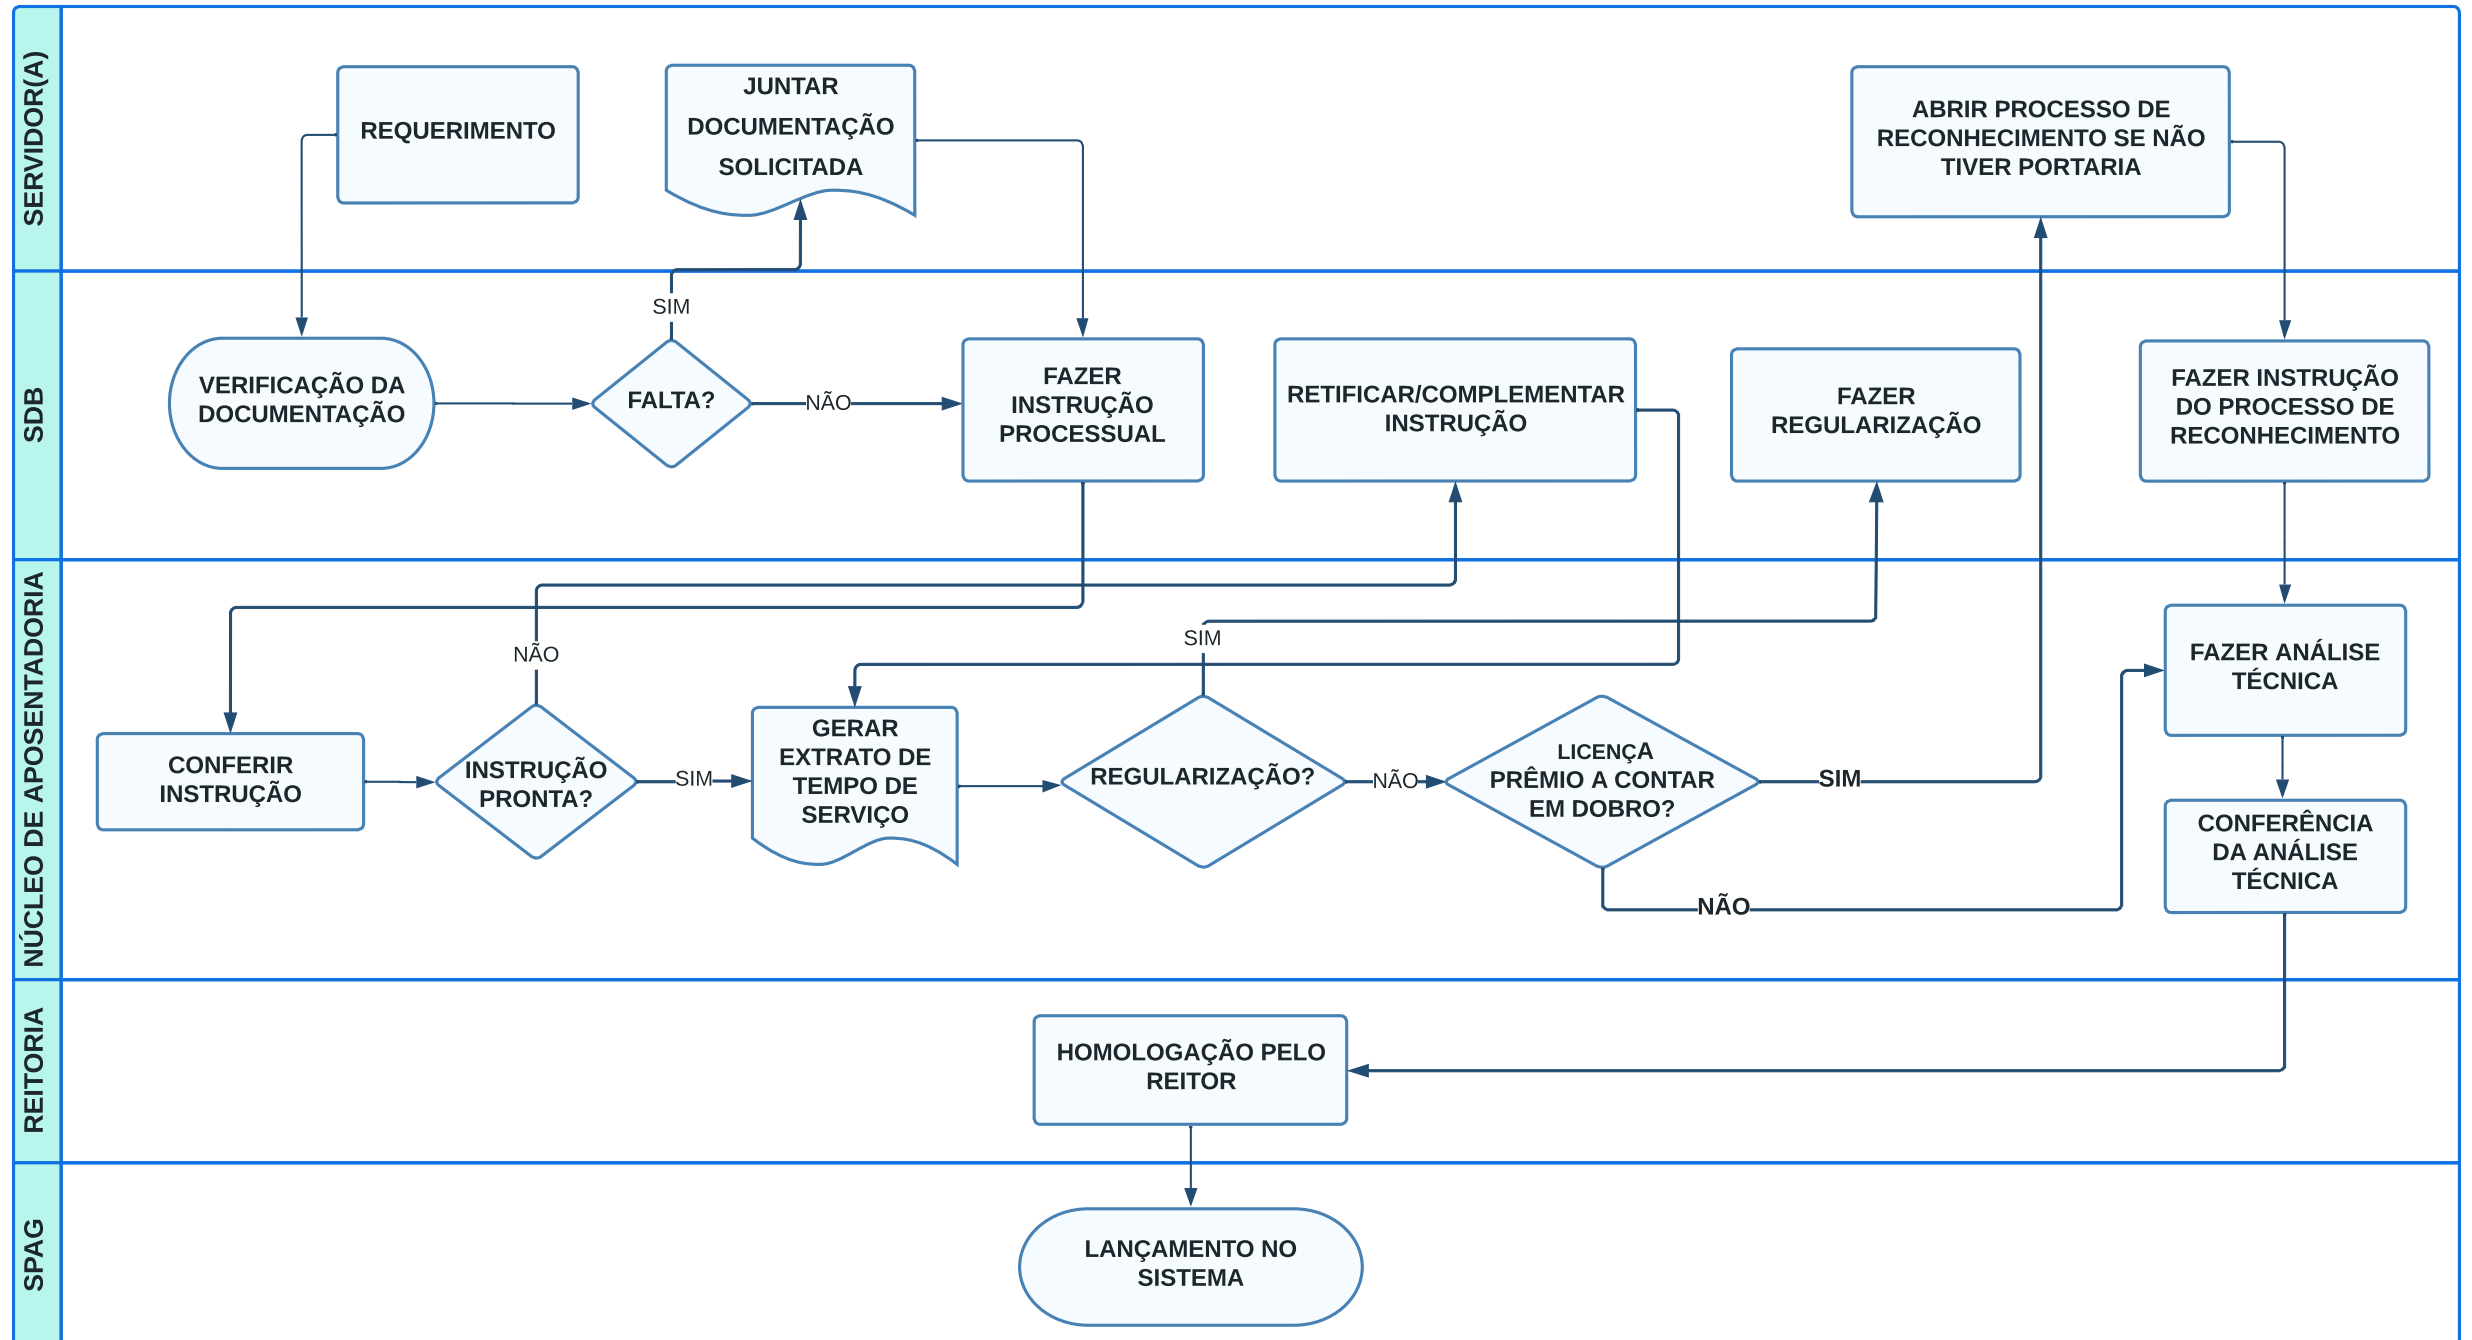 SERVIDOR(A)
REQUERIMENTO
JUNTAR
DOCUMENTAÇÃO
SOLICITADA
ABRIR PROCESSO DE
RECONHECIMENTO SE NÃO
TIVER PORTARIA
SDB
VERIFICAÇÃO DA
DOCUMENTAÇÃO
SIM
FALTA?
NÃO
FAZER
INSTRUÇÃO
PROCESSUAL
RETIFICAR/COMPLEMENTAR
INSTRUÇÃO
FAZER
REGULARIZAÇÃO
FAZER INSTRUÇÃO
DO PROCESSO DE
RECONHECIMENTO
NÚCLEO DE APOSENTADORIA
CONFERIR
INSTRUÇÃO
NÃO
INSTRUÇÃO
PRONTA?
SIM
GERAR
EXTRATO DE
TEMPO DE
SERVIÇO
SIM
REGULARIZAÇÃO?
NÃO
LICENÇA
PRÊMIO A CONTAR
EM DOBRO?
SIM
NÃO
FAZER ANÁLISE
TÉCNICA
CONFERÊNCIA
DA ANÁLISE
TÉCNICA
REITORIA
HOMOLOGAÇÃO PELO
REITOR
SPAG
LANÇAMENTO NO
SISTEMA